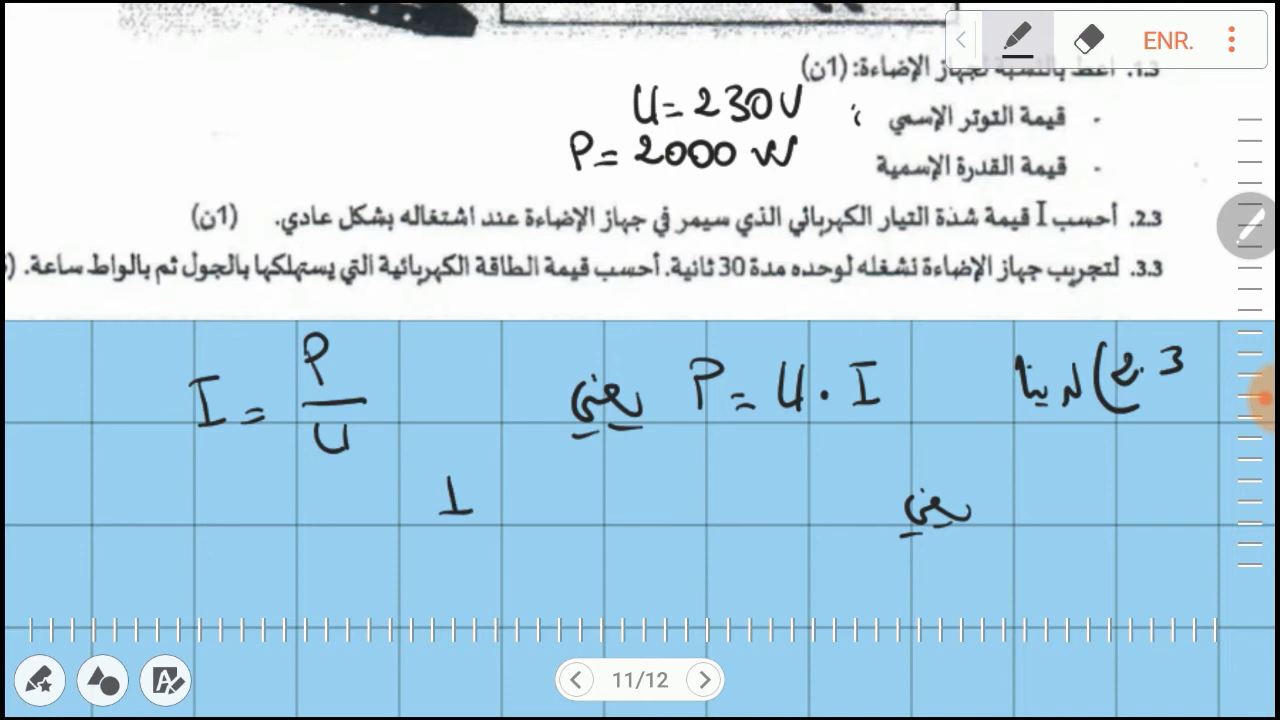 ENR.
1.3. أعط بالنسبة لجهاز الإضاءة: (1ن)
- قيمة التوتر الإسمي U = 230V
- قيمة القدرة الإسمية P = 2000 W
2.3. أحسب I قيمة شدة التيار الكهربائي الذي سيمر في جهاز الإضاءة عند اشتغاله بشكل عادي. (1ن)
3.3. لتجريب جهاز الإضاءة نشغله لوحده مدة 30 ثانية. أحسب قيمة الطاقة الكهربائية التي يستهلكها بالجول ثم بالواط ساعة.
2.3) لدينا P = U . I يعني I = P/U
يعني I
11/12